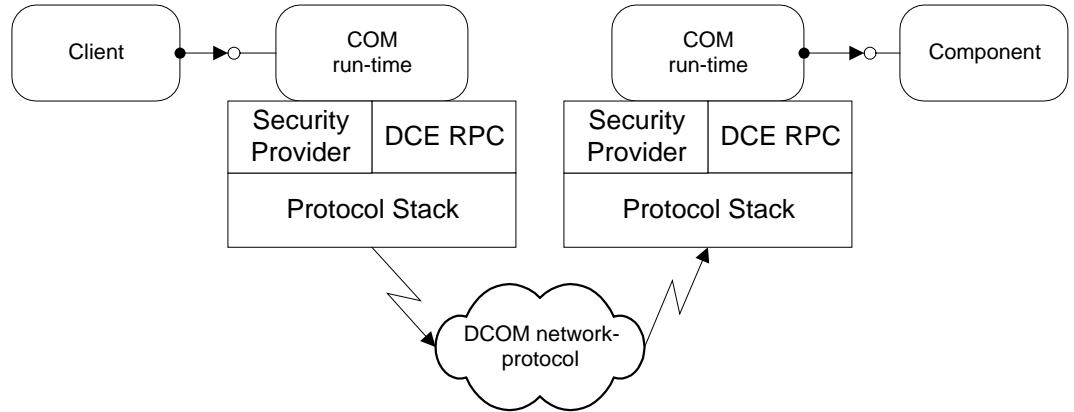 Client
COM
run-time
COM
run-time
Component
Security
Provider
DCE RPC
Security
Provider
DCE RPC
Protocol Stack
Protocol Stack
DCOM network-
protocol